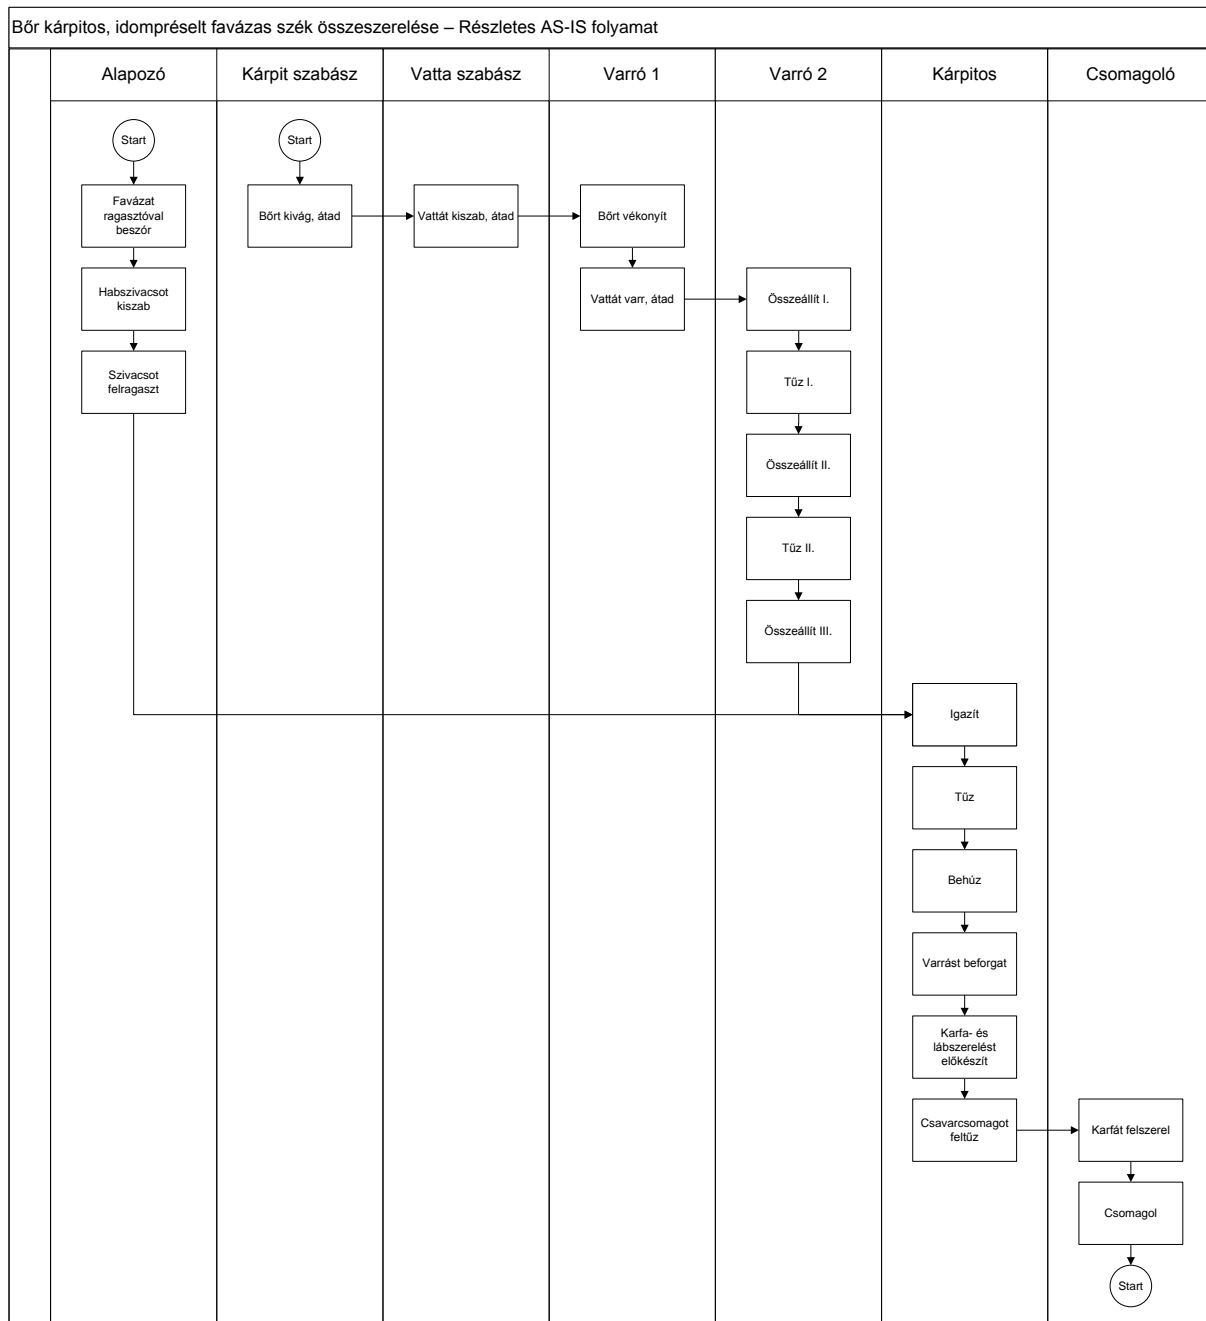 Bőr kárpitos, idompréselt favázas szék összeszerelése – Részletes AS-IS folyamat
Alapozó
Kárpit szabász
Vatta szabász
Varró 1
Varró 2
Kárpitos
Csomagoló
Start
Start
Favázat
ragasztóval
beszór
Bőrt kivág, átad
Vattát kiszab, átad
Bőrt vékonyít
Habszivacsot
kiszab
Vattát varr, átad
Összeállít I.
Szivacsot
felragaszt
Tűz I.
Összeállít II.
Tűz II.
Összeállít III.
Igazít
Tűz
Behúz
Varrást beforgat
Karfa- és
lábszerelést
előkészít
Csavarcsomagot
feltűz
Karfát felszerel
Csomagol
Start